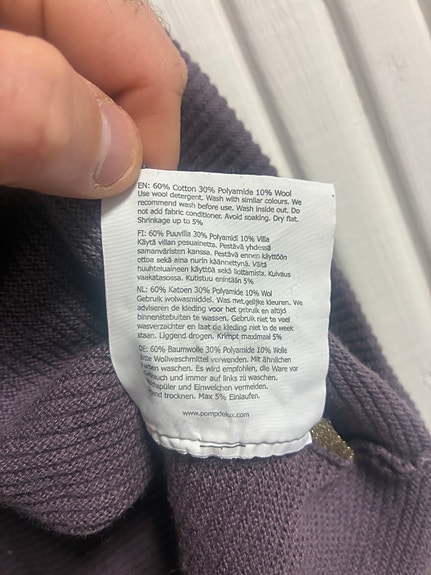 EN: 60% Cotton 30% Polyamide 10% Wool
Use wool detergent. Wash with similar colours. We
recommend wash before use. Wash inside out. Do
not add fabric conditioner. Avoid soaking. Dry flat.
Shrinkage up to 5%
FI: 60% Puuvilla 30% Polyamidi 10% Villa
Käytä villan pesuainetta. Pestävä yhdessä
samanväristen kanssa. Pestävä ennen käyttöön
ottoa sekä aina nurin käännettynä. Vältä
huuhteluainean käyttöä sekä liottamista. Kuivaus
vaakatasossa. Kutistuu enintään 5%
NL: 60% Katoen 30% Polyamide 10% Wol
Gebruik wolwasmiddel. Was met gelijke kleuren. We
adviseren de kleding voor het gebruik en altijd
binnenstebuiten te wassen. Gebruik niet te veel
wasverzachter en laat de kleding niet in de week
staan. Liggend drogen. Krimpt maximaal 5%
DE: 60% Baumwolle 30% Polyamide 10% Wolle
Bitte Wollwaschmittel verwenden. Mit ähnlichen
Farben waschen. Es wird empfohlen, die Ware vor
Gebrauch und immer auf links zu waschen.
und Einweichen vermeiden.
trocknen. Max 5% Einlaufen.
www.pompdelux.com